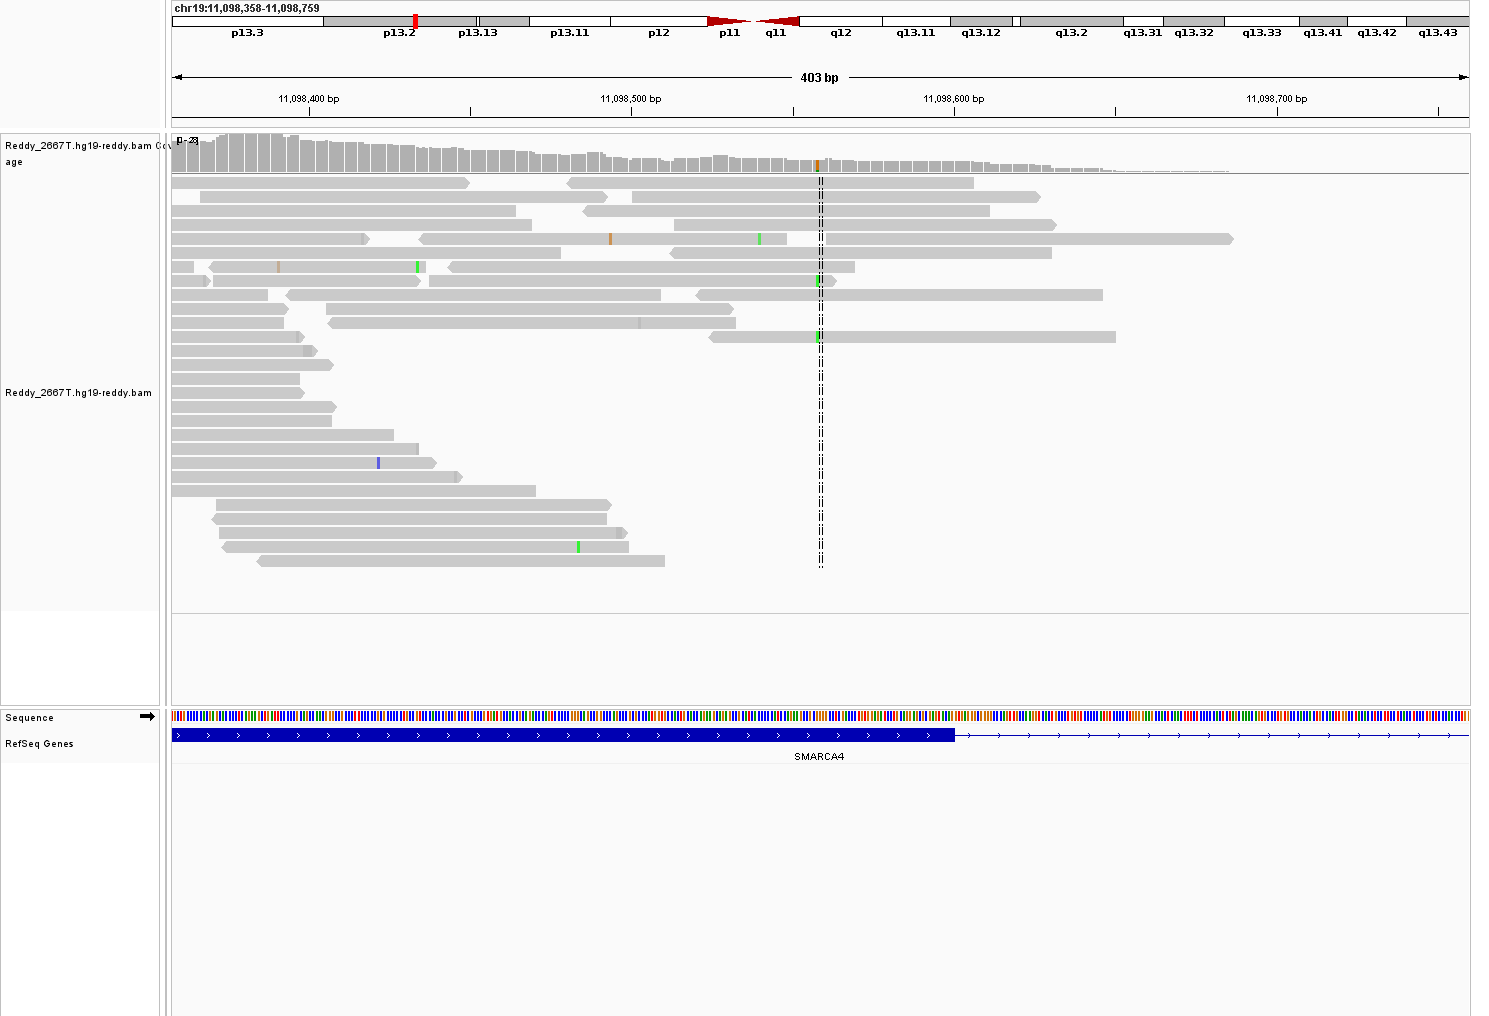 chr19:11,098,358-11,098,759
p13.3 p13.2 p13.13 p13.11 p12 p11 q11 q12 q13.11 q13.12 q13.2 q13.31 q13.32 q13.33 q13.41 q13.42 q13.43
403 bp
11,098,400 bp 11,098,500 bp 11,098,600 bp 11,098,700 bp
Reddy_2667T.hg19-reddy.bam Cov
age
Reddy_2667T.hg19-reddy.bam
Sequence
RefSeq Genes
SMARCA4